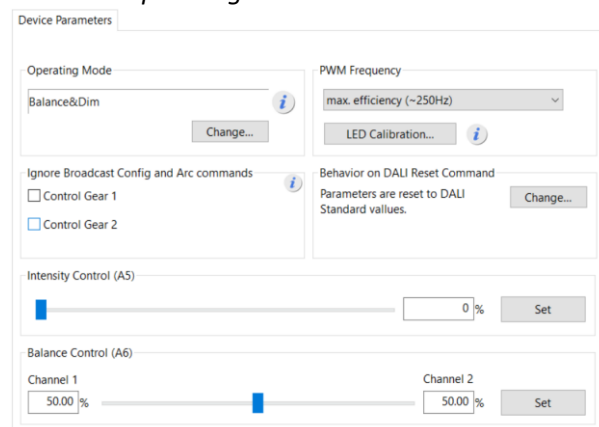 Device Parameters
Operating Mode
Balance&Dim
i
Change...
PWM Frequency
max. efficiency (~250Hz)
LED Calibration...
i
Ignore Broadcast Config and Arc commands
i
Control Gear 1
Control Gear 2
Behavior on DALI Reset Command
Parameters are reset to DALI
Standard vallues.
Change...
Intensity Control (A5)
0 %
Set
Balance Control (A6)
Channel 1
50.00 %
Channel 2
50.00 %
Set